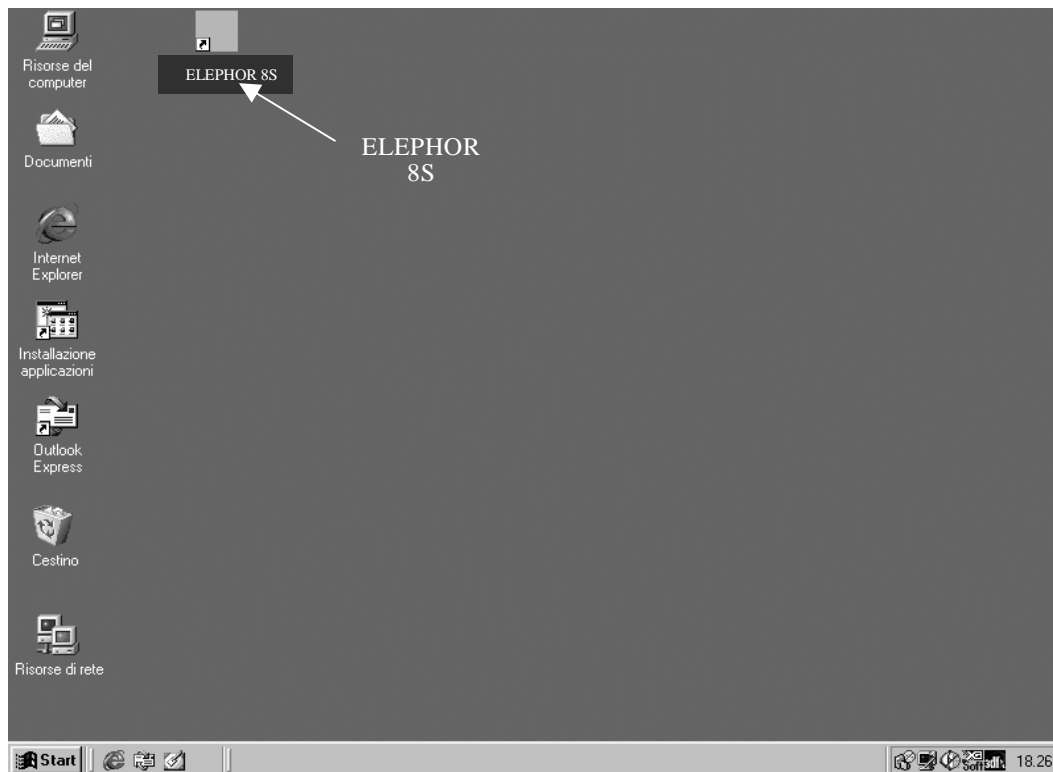 Risorse del
computer
ELEPHOR 8S
ELEPHOR
8S
Documenti
Internet
Explorer
Installazione
applicazioni
Outlook
Express
Cestino
Risorse di rete
Start
18.26